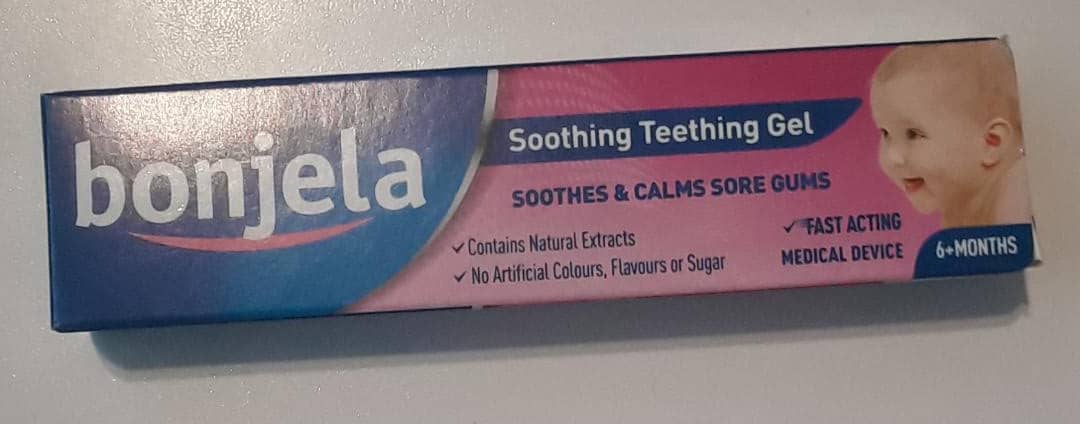 bonjela
Soothing Teething Gel
SOOTHES & CALMS SORE GUMS
✓ Contains Natural Extracts
✓ No Artificial Colours, Flavours or Sugar
✓ FAST ACTING
MEDICAL DEVICE
6+MONTHS